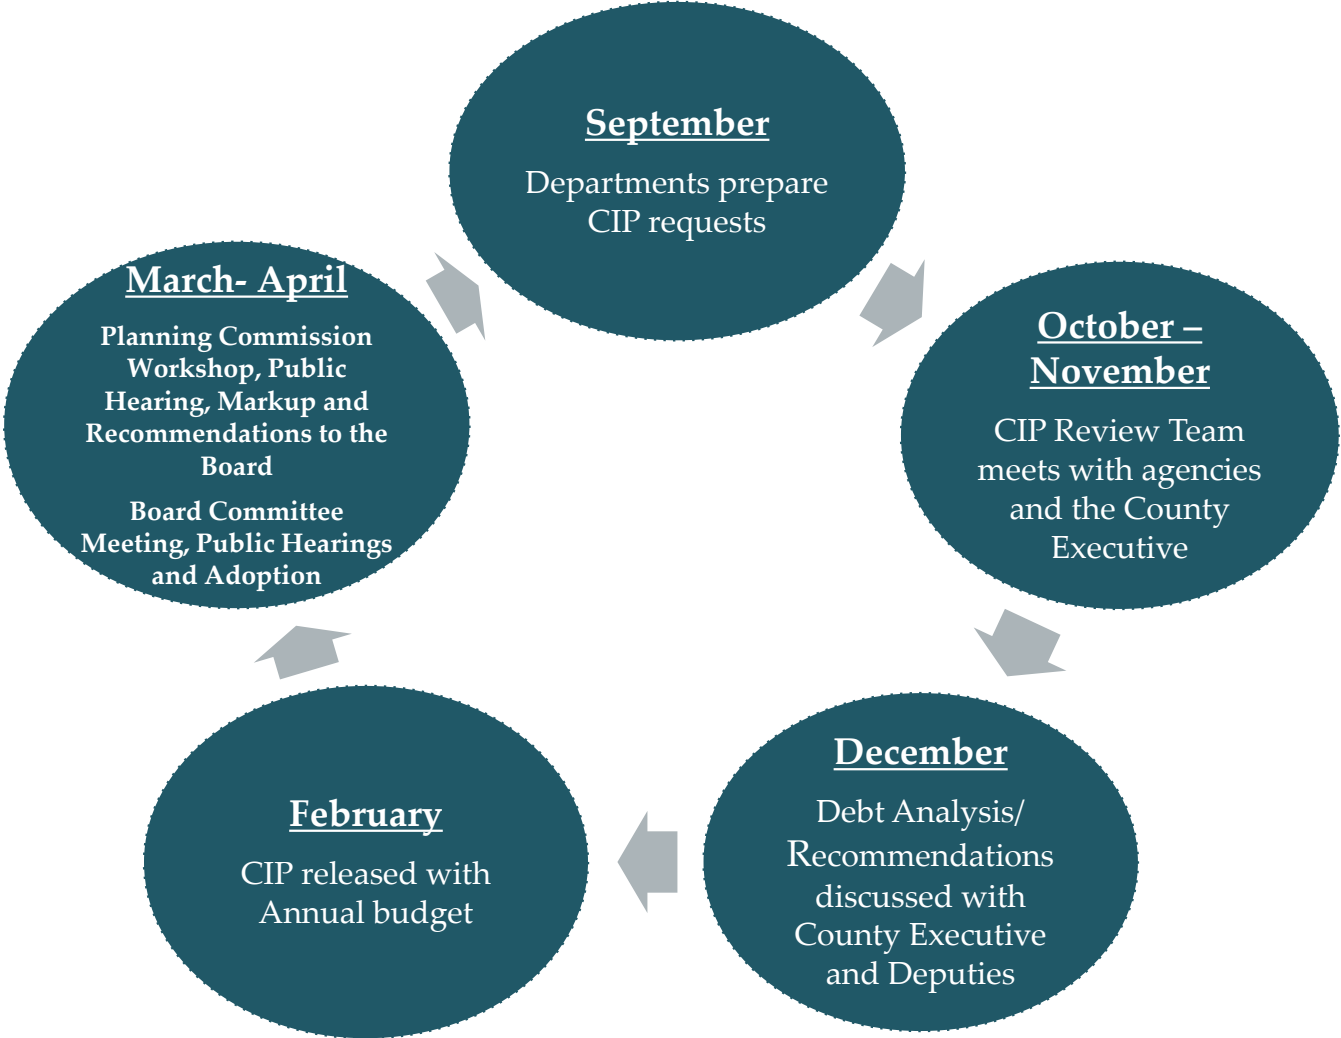 September
Departments prepare
CIP requests
October –
November
CIP Review Team
meets with agencies
and the County
Executive
December
Debt Analysis/
Recommendations
discussed with
County Executive
and Deputies
February
CIP released with
Annual budget
March- April
Planning Commission
Workshop, Public
Hearing, Markup and
Recommendations to the
Board
Board Committee
Meeting, Public Hearings
and Adoption